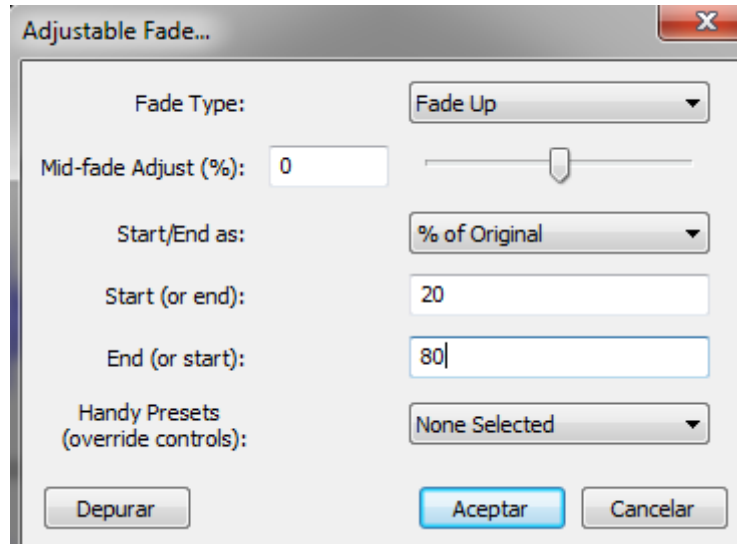 Adjustable Fade...
Fade Type: Fade Up
Mid-fade Adjust (%): 0
Start/End as: % of Original
Start (or end): 20
End (or start): 80
Handy Presets
(override controls): None Selected
Depurar Aceptar Cancelar